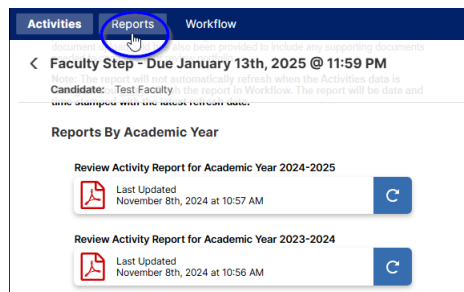 Activities Reports Workflow
document also been provided to include any supporting documents
Faculty Step - Due January 13th, 2025 @ 11:59 PM
Note: The report will not automatically refresh when the Activities data is
the report in Workflow. The report will be date and
Candidate: Test Faculty
time stamped with the latest refresh date.
Reports By Academic Year
Review Activity Report for Academic Year 2024-2025
Last Updated
November 8th, 2024 at 10:57 AM
Review Activity Report for Academic Year 2023-2024
Last Updated
November 8th, 2024 at 10:56 AM